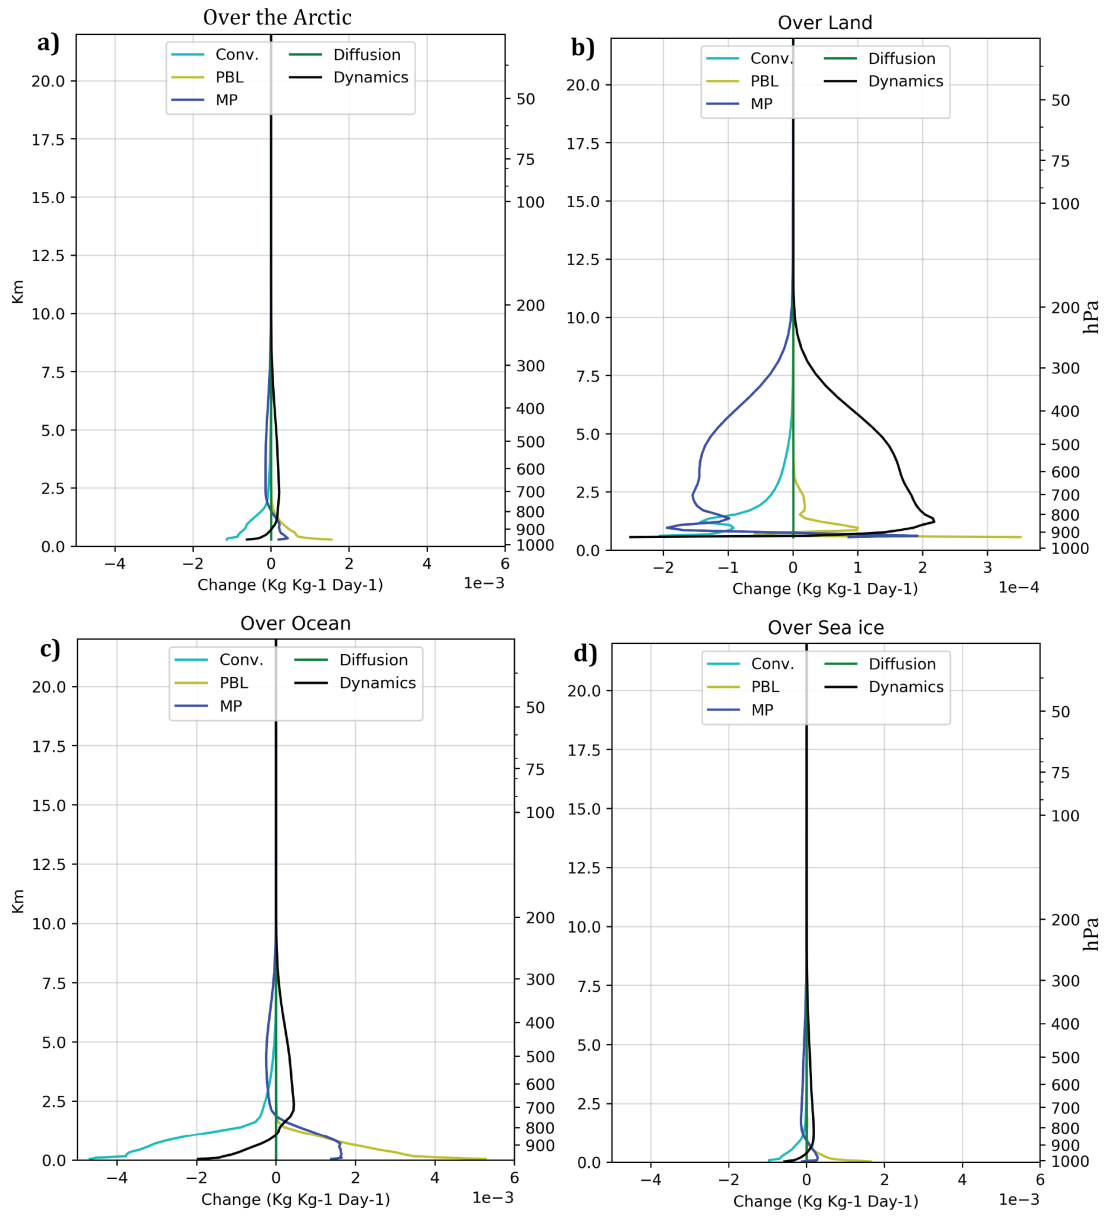 Over the Arctic
a)
Conv.
PBL
MP
Diffusion
Dynamics
20.0
17.5
15.0
12.5
10.0
7.5
5.0
2.5
0.0
Km
50
75
100
200
300
400
500
600
700
800
900
1000
−4
−2
0
2
4
6
Change (Kg Kg-1 Day-1)
1e−3
Over Land
b)
Conv.
PBL
MP
Diffusion
Dynamics
20.0
17.5
15.0
12.5
10.0
7.5
5.0
2.5
0.0
50
75
100
200
300
400
500
600
700
800
900
1000
hPa
−2
−1
0
1
2
3
Change (Kg Kg-1 Day-1)
1e−4
Over Ocean
c)
Conv.
PBL
MP
Diffusion
Dynamics
20.0
17.5
15.0
12.5
10.0
7.5
5.0
2.5
0.0
Km
50
75
100
200
300
400
500
600
700
800
900
−4
−2
0
2
4
6
Change (Kg Kg-1 Day-1)
1e−3
Over Sea ice
d)
Conv.
PBL
MP
Diffusion
Dynamics
20.0
17.5
15.0
12.5
10.0
7.5
5.0
2.5
0.0
50
75
100
200
300
400
500
600
700
800
900
1000
hPa
−4
−2
0
2
4
6
Change (Kg Kg-1 Day-1)
1e−3